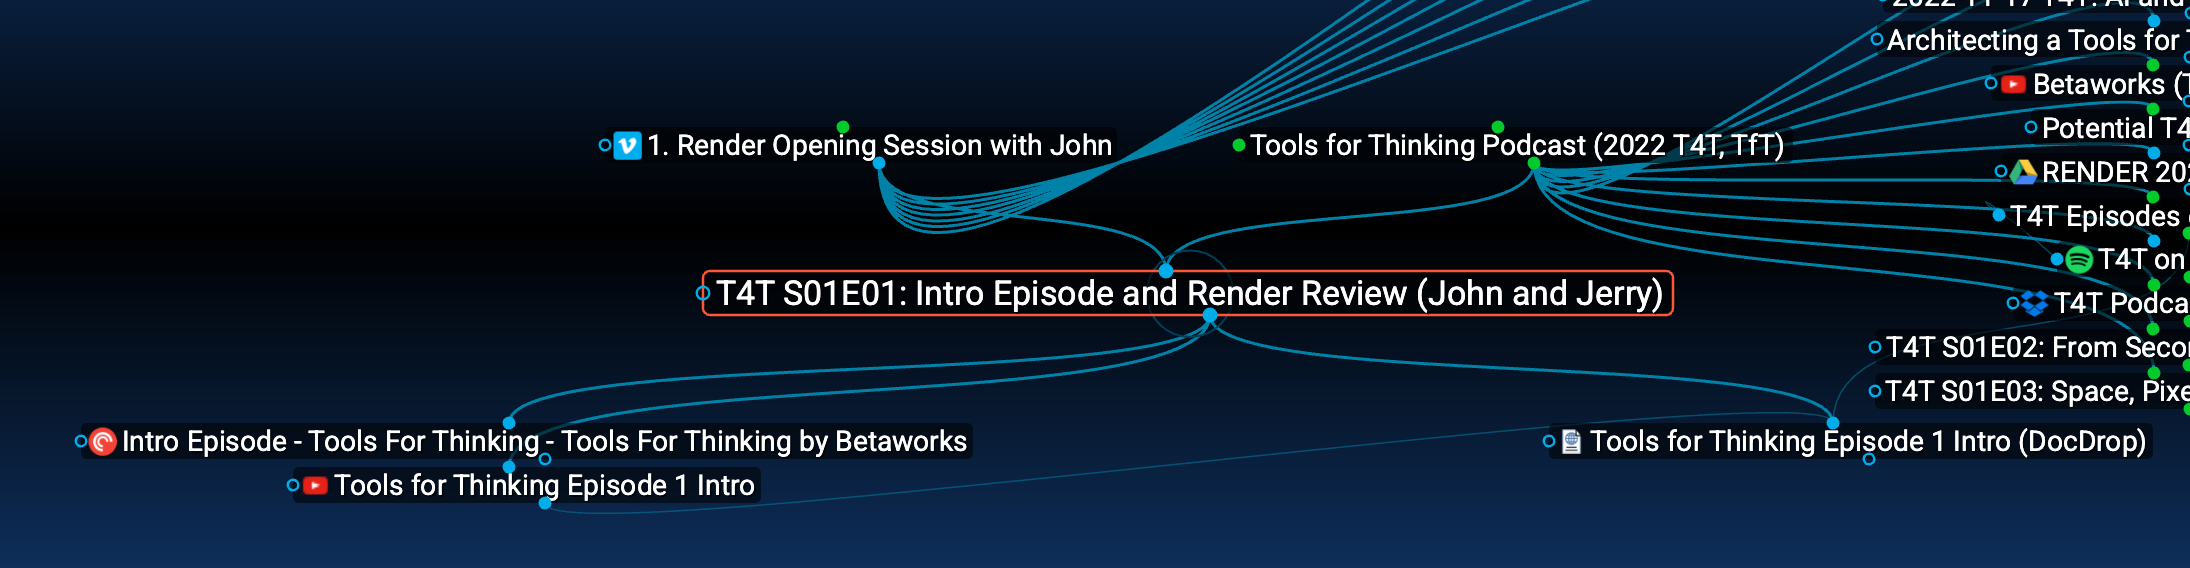 2022-11-17 T4T: AI and
Architecting a Tools for
Betaworks (T
Potential T4
RENDER 202
T4T Episodes
T4T on
T4T Podca
T4T S01E02: From Seco
T4T S01E03: Space, Pixe
1. Render Opening Session with John
Tools for Thinking Podcast (2022 T4T, TfT)
T4T S01E01: Intro Episode and Render Review (John and Jerry)
Intro Episode - Tools For Thinking - Tools For Thinking by Betaworks
Tools for Thinking Episode 1 Intro
Tools for Thinking Episode 1 Intro (DocDrop)